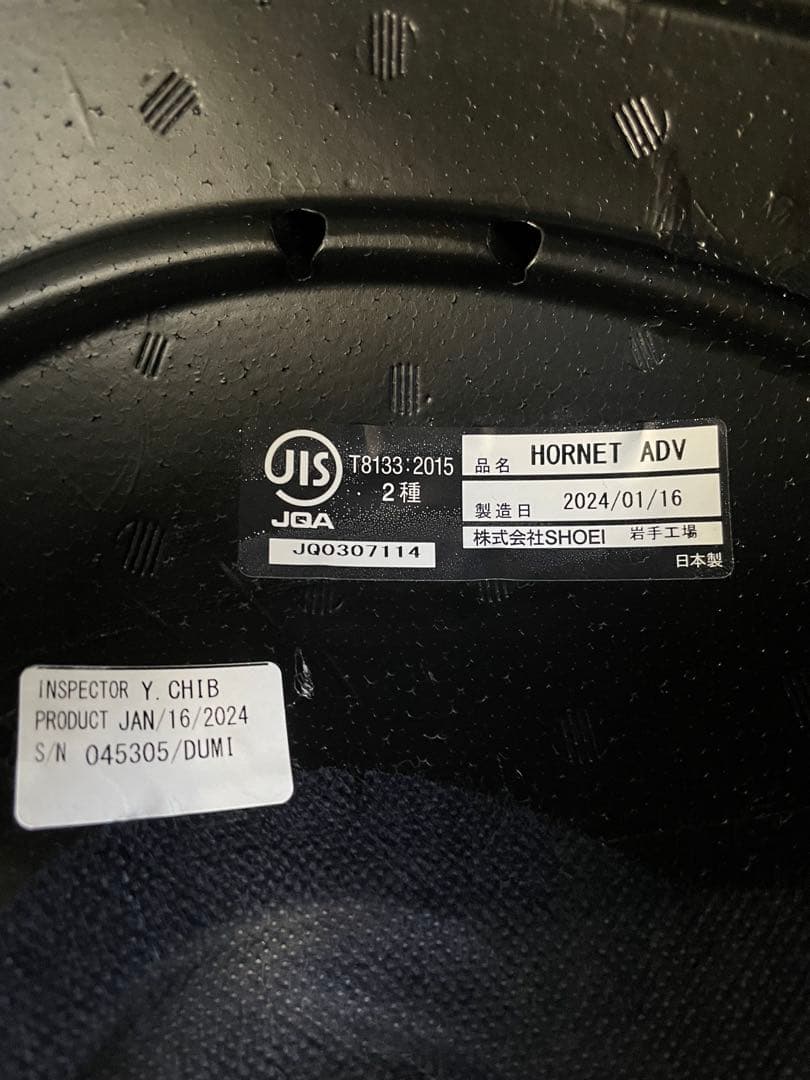 JIS
T8133:2015
2種
JQA
JQ0307114
品名 HORNET ADV
製造日 2024/01/16
株式会社SHOEI 岩手工場
日本製
INSPECTOR Y. CHIB
PRODUCT JAN/16/2024
S/N 045305/DUMI